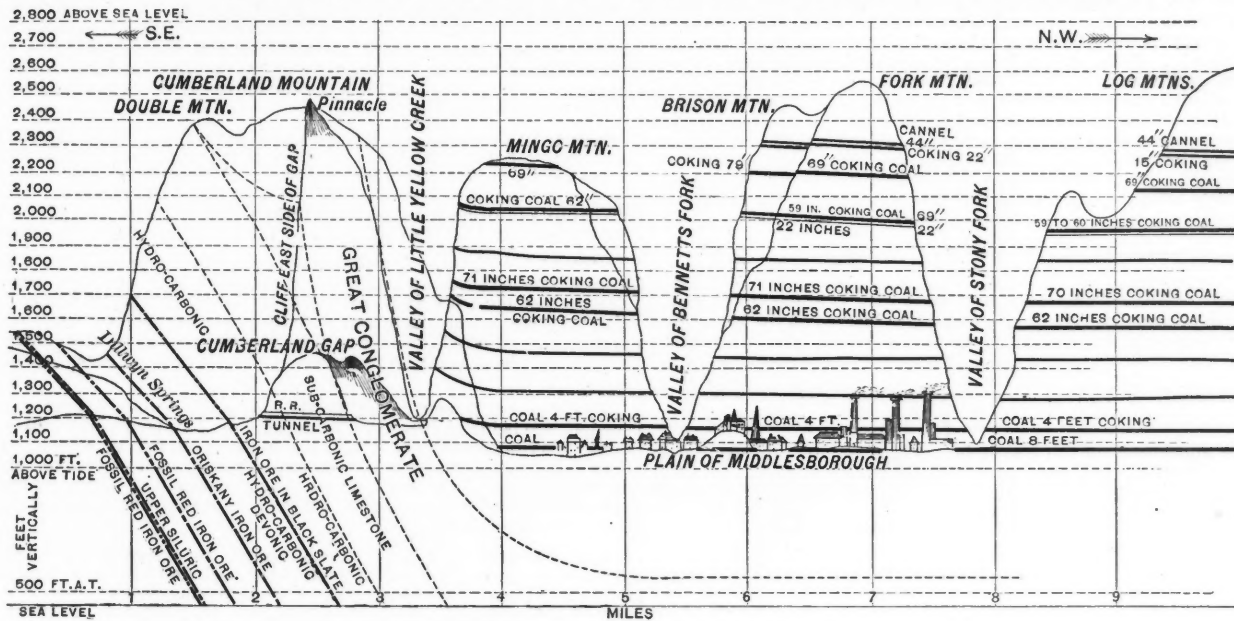 2,800 ABOVE SEA LEVEL
2,700
S.E.
N.W.
2,600
2,500
2,400
2,300
2,200
2,100
2,000
1,900
1,800
1,700
1,600
1,500
1,400
1,300
1,200
1,100
1,000 FT.
ABOVE TIDE
FEET
VERTICALLY
500 FT.A.T.
SEA LEVEL
CUMBERLAND MOUNTAIN
DOUBLE MTN.
Pinnacle
HYDRO-CARBONIC
CLIFF EAST SIDE OF GAP
GREAT CONGLOMERATE
CUMBERLAND GAP
Dillwyn Springs
R.R.
TUNNEL
SUB-CARBONIC LIMESTONE
HRDRO-CARBONIC
IRON ORE IN BLACK SLATE
HYDRO-CARBONIC
DEVONIC
ORISKANY IRON ORE
FOSSIL RED IRON ORE
UPPER SILURIC
FOSSIL RED IRON ORE
VALLEY OF LITTLE YELLOW CREEK
MINGO MTN.
69"
COKING COAL 62"
71 INCHES COKING COAL
62 INCHES
COKING-COAL
COAL-4-FT. COKING
COAL
VALLEY OF BENNETTS FORK
BRISON MTN.
FORK MTN.
CANNEL
44"
COKING 22"
COKING 79"
69" COKING COAL
59 IN. COKING COAL
69"
22 INCHES
22"
71 INCHES COKING COAL
62 INCHES COKING COAL
COAL 4 FT.
PLAIN OF MIDDLESBOROUGH
VALLEY OF STONY FORK
LOG MTNS.
44" CANNEL
15" COKING
69" COKING COAL
59 TO 60 INCHES COKING COAL
70 INCHES COKING COAL
62 INCHES COKING COAL
COAL 4 FEET COKING
COAL 8 FEET
1 2 3 4 5 6 7 8 9
MILES